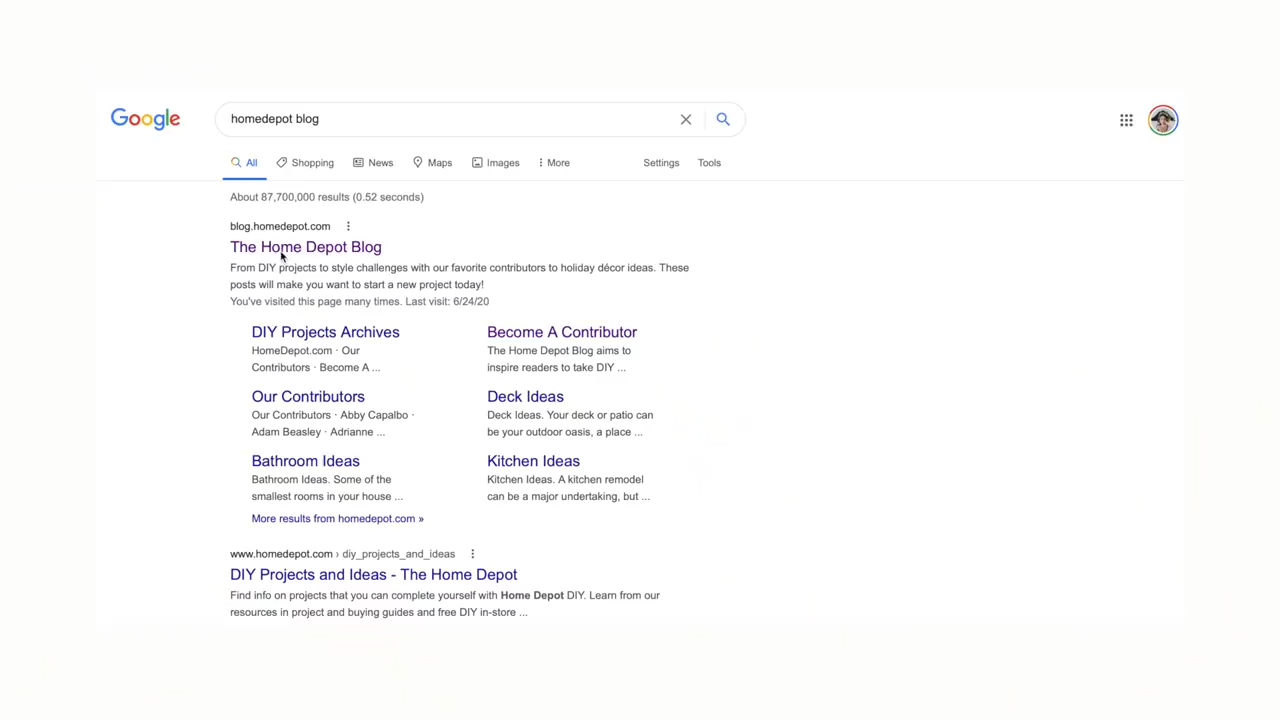 Google
homedepot blog
All Shopping News Maps Images More Settings Tools
About 87,700,000 results (0.52 seconds)
blog.homedepot.com
The Home Depot Blog
From DIY projects to style challenges with our favorite contributors to holiday décor ideas. These
posts will make you want to start a new project today!
You've visited this page many times. Last visit: 6/24/20
DIY Projects Archives
HomeDepot.com · Our
Contributors · Become A ...
Become A Contributor
The Home Depot Blog aims to
inspire readers to take DIY ...
Our Contributors
Our Contributors · Abby Capalbo ·
Adam Beasley · Adrianne ...
Deck Ideas
Deck Ideas. Your deck or patio can
be your outdoor oasis, a place ...
Bathroom Ideas
Bathroom Ideas. Some of the
smallest rooms in your house ...
Kitchen Ideas
Kitchen Ideas. A kitchen remodel
can be a major undertaking, but ...
More results from homedepot.com »
www.homedepot.com › diy_projects_and_ideas
DIY Projects and Ideas - The Home Depot
Find info on projects that you can complete yourself with Home Depot DIY. Learn from our
resources in project and buying guides and free DIY in-store ...